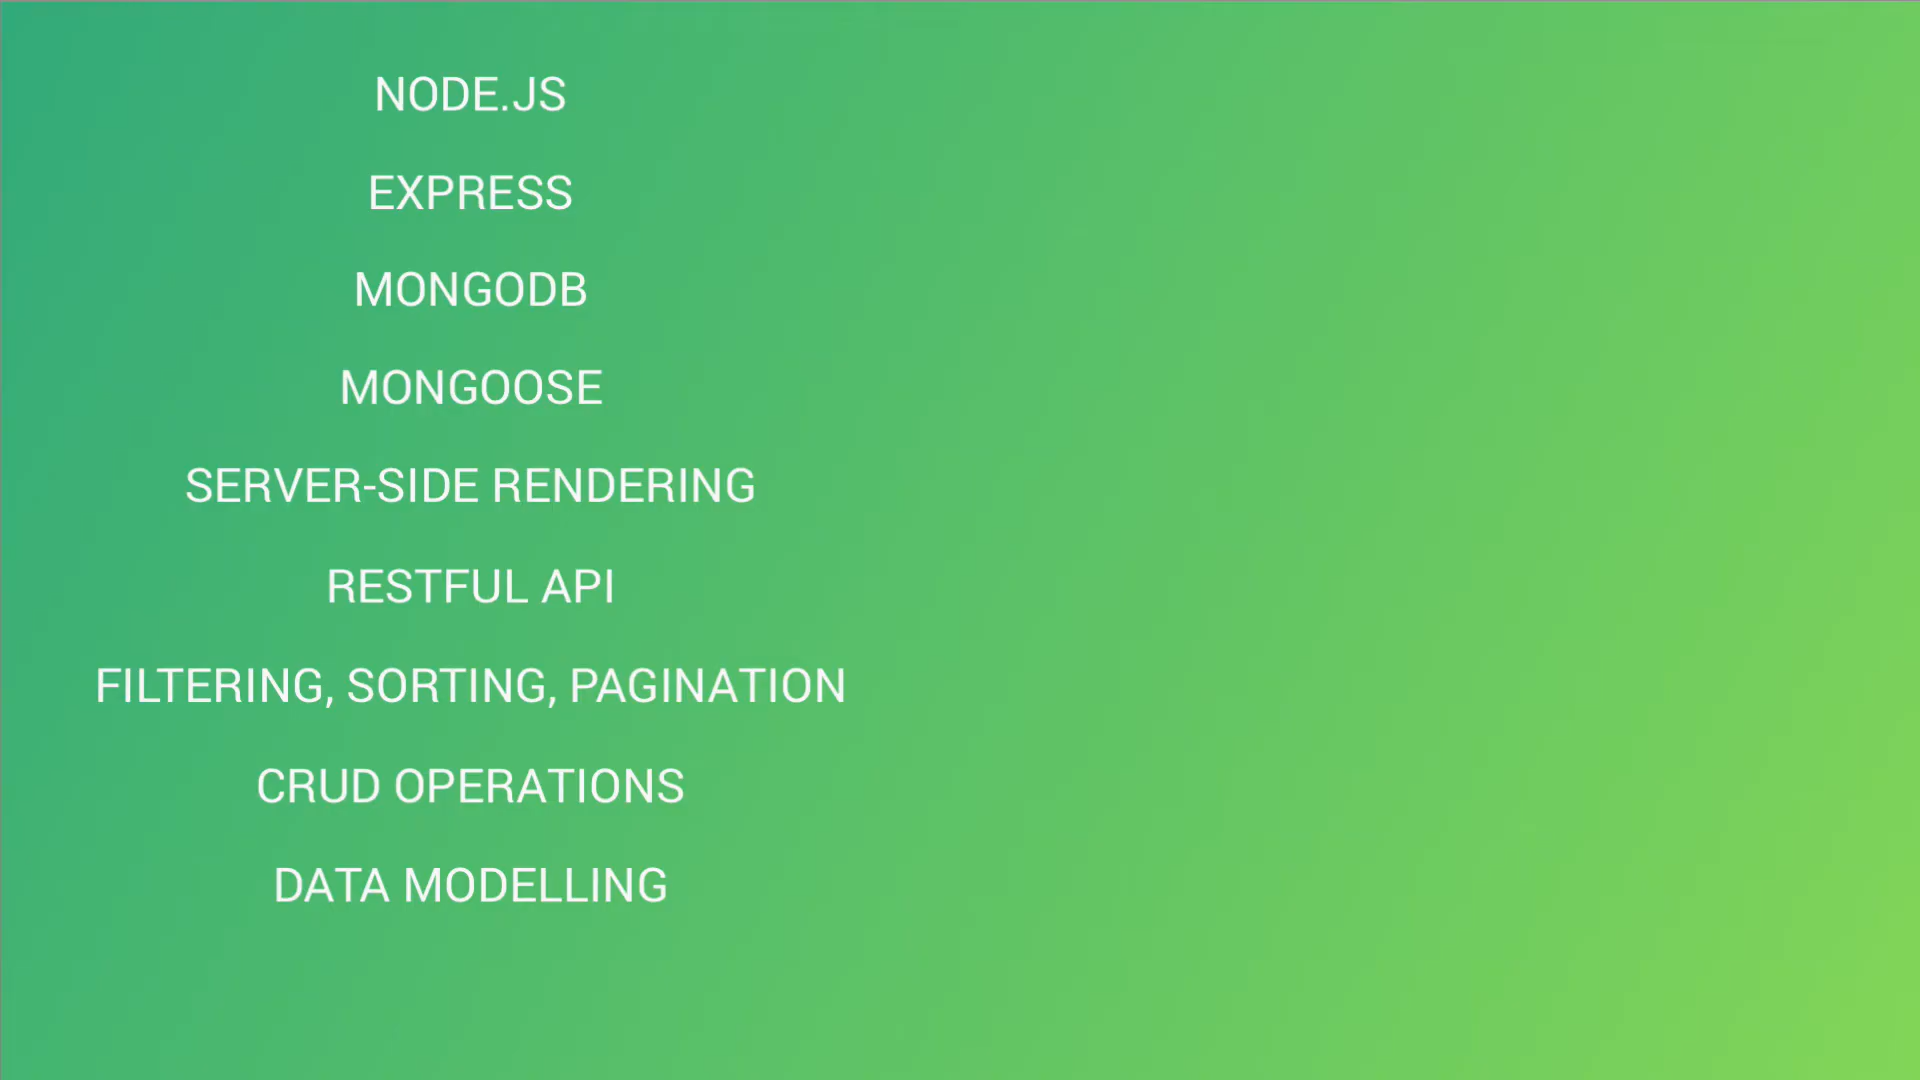 NODE.JS
EXPRESS
MONGODB
MONGOOSE
SERVER-SIDE RENDERING
RESTFUL API
FILTERING, SORTING, PAGINATION
CRUD OPERATIONS
DATA MODELLING